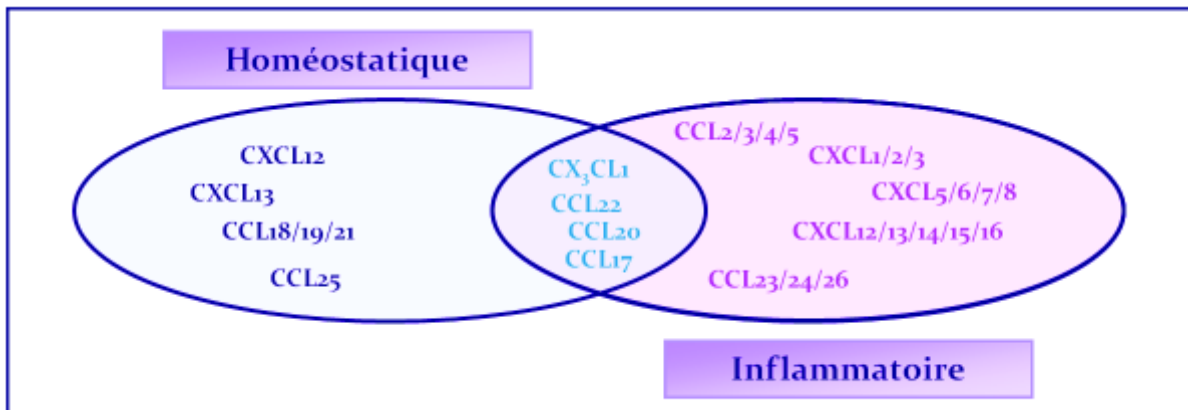 Homéostatique
CXCL12
CXCL13
CCL18/19/21
CCL25
CX₃CL1
CCL22
CCL20
CCL17
CCL2/3/4/5
CXCL1/2/3
CXCL5/6/7/8
CXCL12/13/14/15/16
CCL23/24/26
Inflammatoire